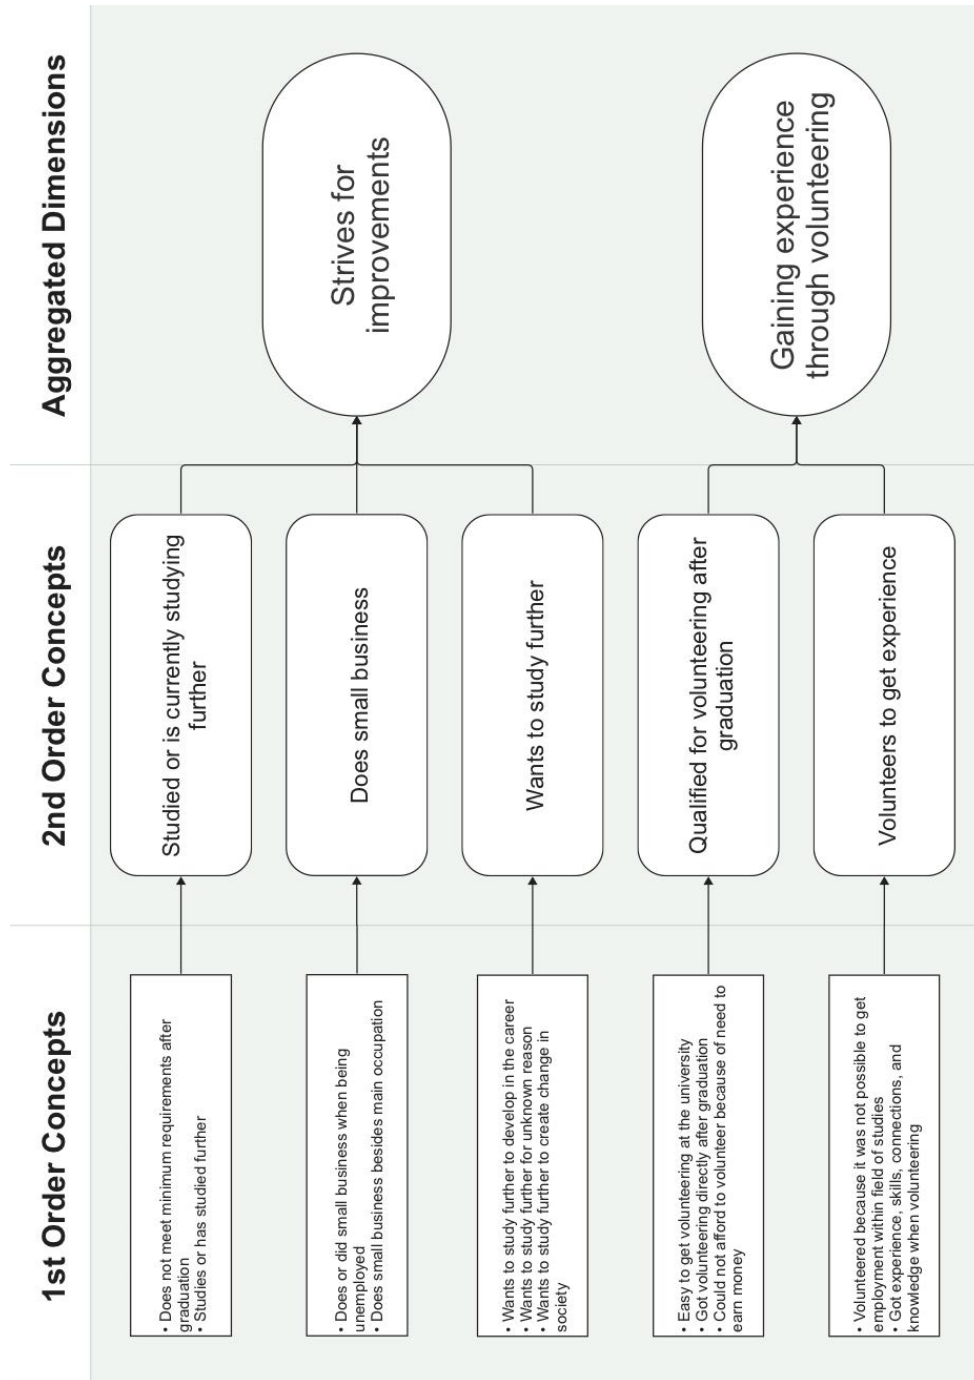 1st Order Concepts
2nd Order Concepts
Aggregated Dimensions
• Does not meet minimum requirements after
graduation
• Studies or has studied further
Studied or is currently studying
further
• Does or did small business when being
unemployed
• Does small business besides main occupation
Does small business
• Wants to study further to develop in the career
• Wants to study further for unknown reason
• Wants to study further to create change in
society
Wants to study further
Strives for
improvements
• Easy to get volunteering at the university
• Got volunteering directly after graduation
• Could not afford to volunteer because of need to
earn money
Qualified for volunteering after
graduation
• Volunteered because it was not possible to get
employment within field of studies
• Got experience, skills, connections, and
knowledge when volunteering
Volunteers to get experience
Gaining experience
through volunteering